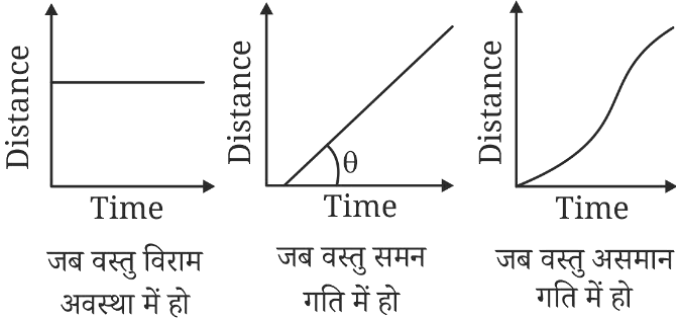 Distance
Time
जब वस्तु विराम
अवस्था में हो
Distance
θ
Time
जब वस्तु समन
गति में हो
Distance
Time
जब वस्तु असमान
गति में हो